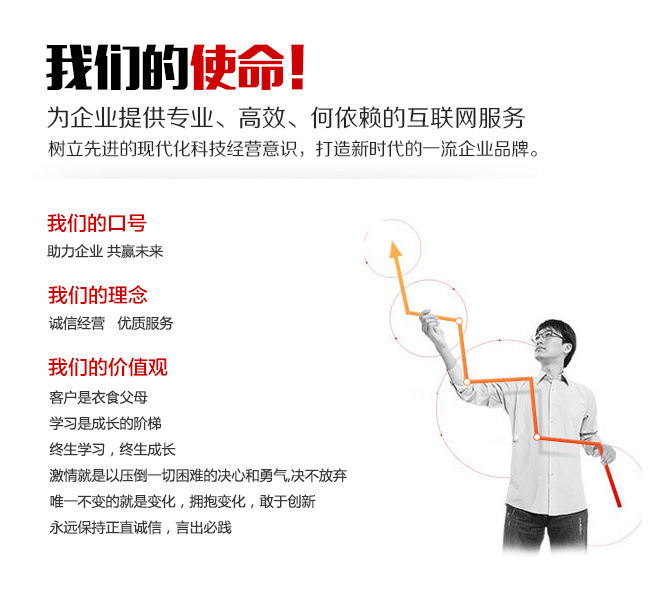 我们的使命!
为企业提供专业、高效、何依赖的互联网服务
树立先进的现代化科技经营意识，打造新时代的一流企业品牌。
我们的口号
助力企业 共赢未来
我们的理念
诚信经营 优质服务
我们的价值观
客户是衣食父母
学习是成长的阶梯
终生学习，终生成长
激情就是以压倒一切困难的决心和勇气,决不放弃
唯一不变的就是变化，拥抱变化，敢于创新
永远保持正直诚信，言出必践